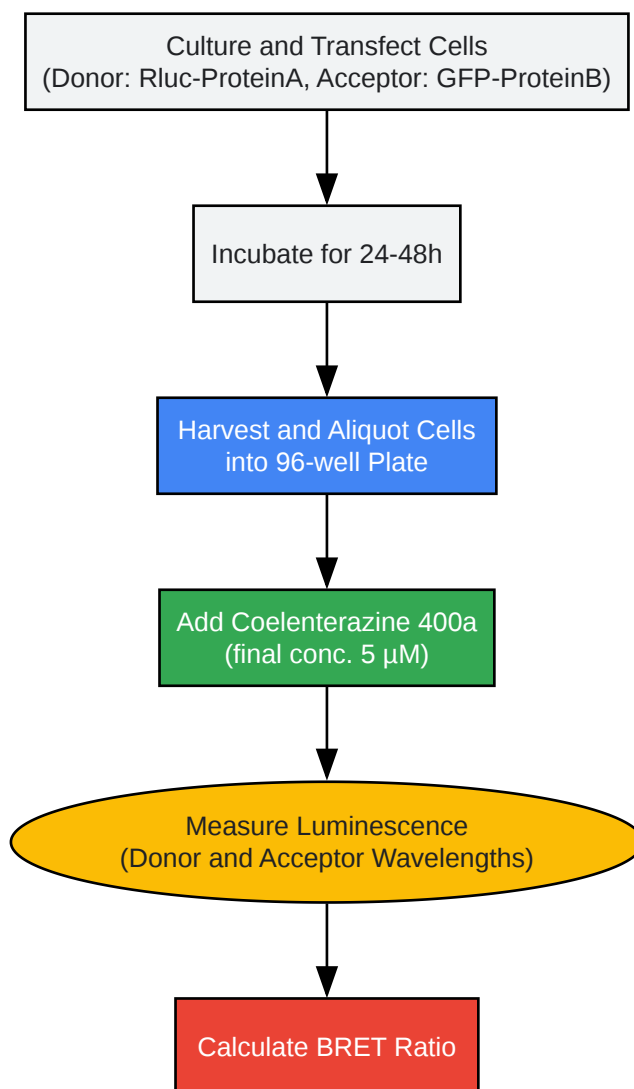 Culture and Transfect Cells
(Donor: Rluc-ProteinA, Acceptor: GFP-ProteinB)
Incubate for 24-48h
Harvest and Aliquot Cells
into 96-well Plate
Add Coelenterazine 400a
(final conc. 5 µM)
Measure Luminescence
(Donor and Acceptor Wavelengths)
Calculate BRET Ratio